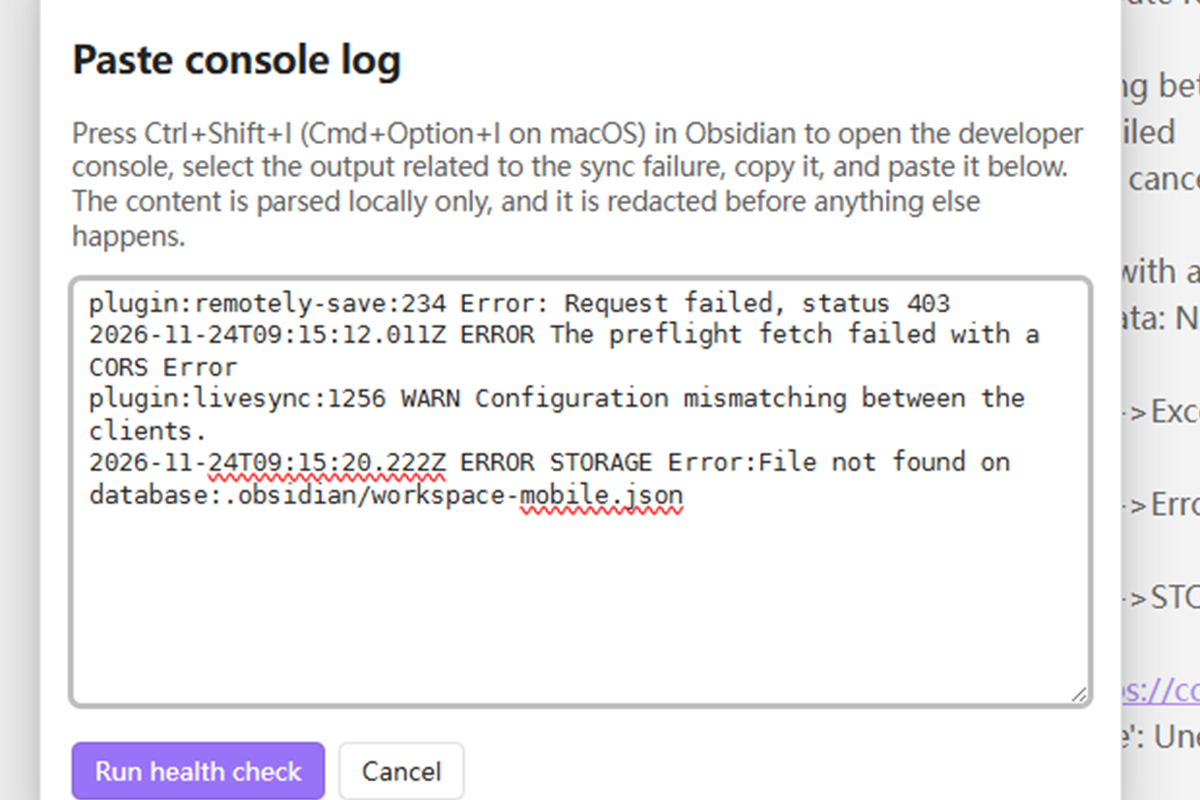 Paste console log
Press Ctrl+Shift+I (Cmd+Option+I on macOS) in Obsidian to open the developer
console, select the output related to the sync failure, copy it, and paste it below.
The content is parsed locally only, and it is redacted before anything else
happens.
plugin:remotely-save:234 Error: Request failed, status 403
2026-11-24T09:15:12.011Z ERROR The preflight fetch failed with a
CORS Error
plugin:livesync:1256 WARN Configuration mismatching between the
clients.
2026-11-24T09:15:20.222Z ERROR STORAGE Error:File not found on
database:.obsidian/workspace-mobile.json
Run health check
Cancel
with a